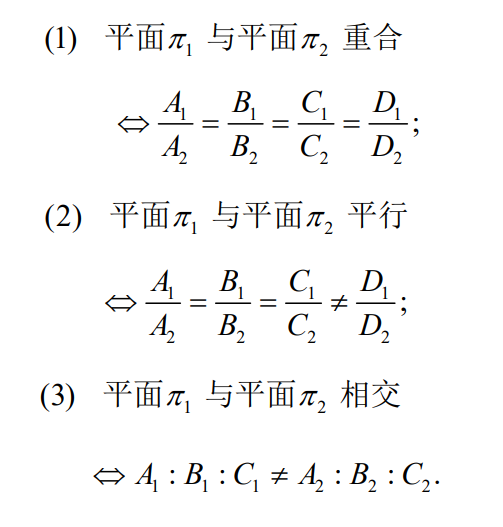 (1) 平面π₁ 与平面π₂ 重合
⇔ A₁/A₂ = B₁/B₂ = C₁/C₂ = D₁/D₂;
(2) 平面π₁ 与平面π₂ 平行
⇔ A₁/A₂ = B₁/B₂ = C₁/C₂ ≠ D₁/D₂;
(3) 平面π₁ 与平面π₂ 相交
⇔ A₁ : B₁ : C₁ ≠ A₂ : B₂ : C₂.